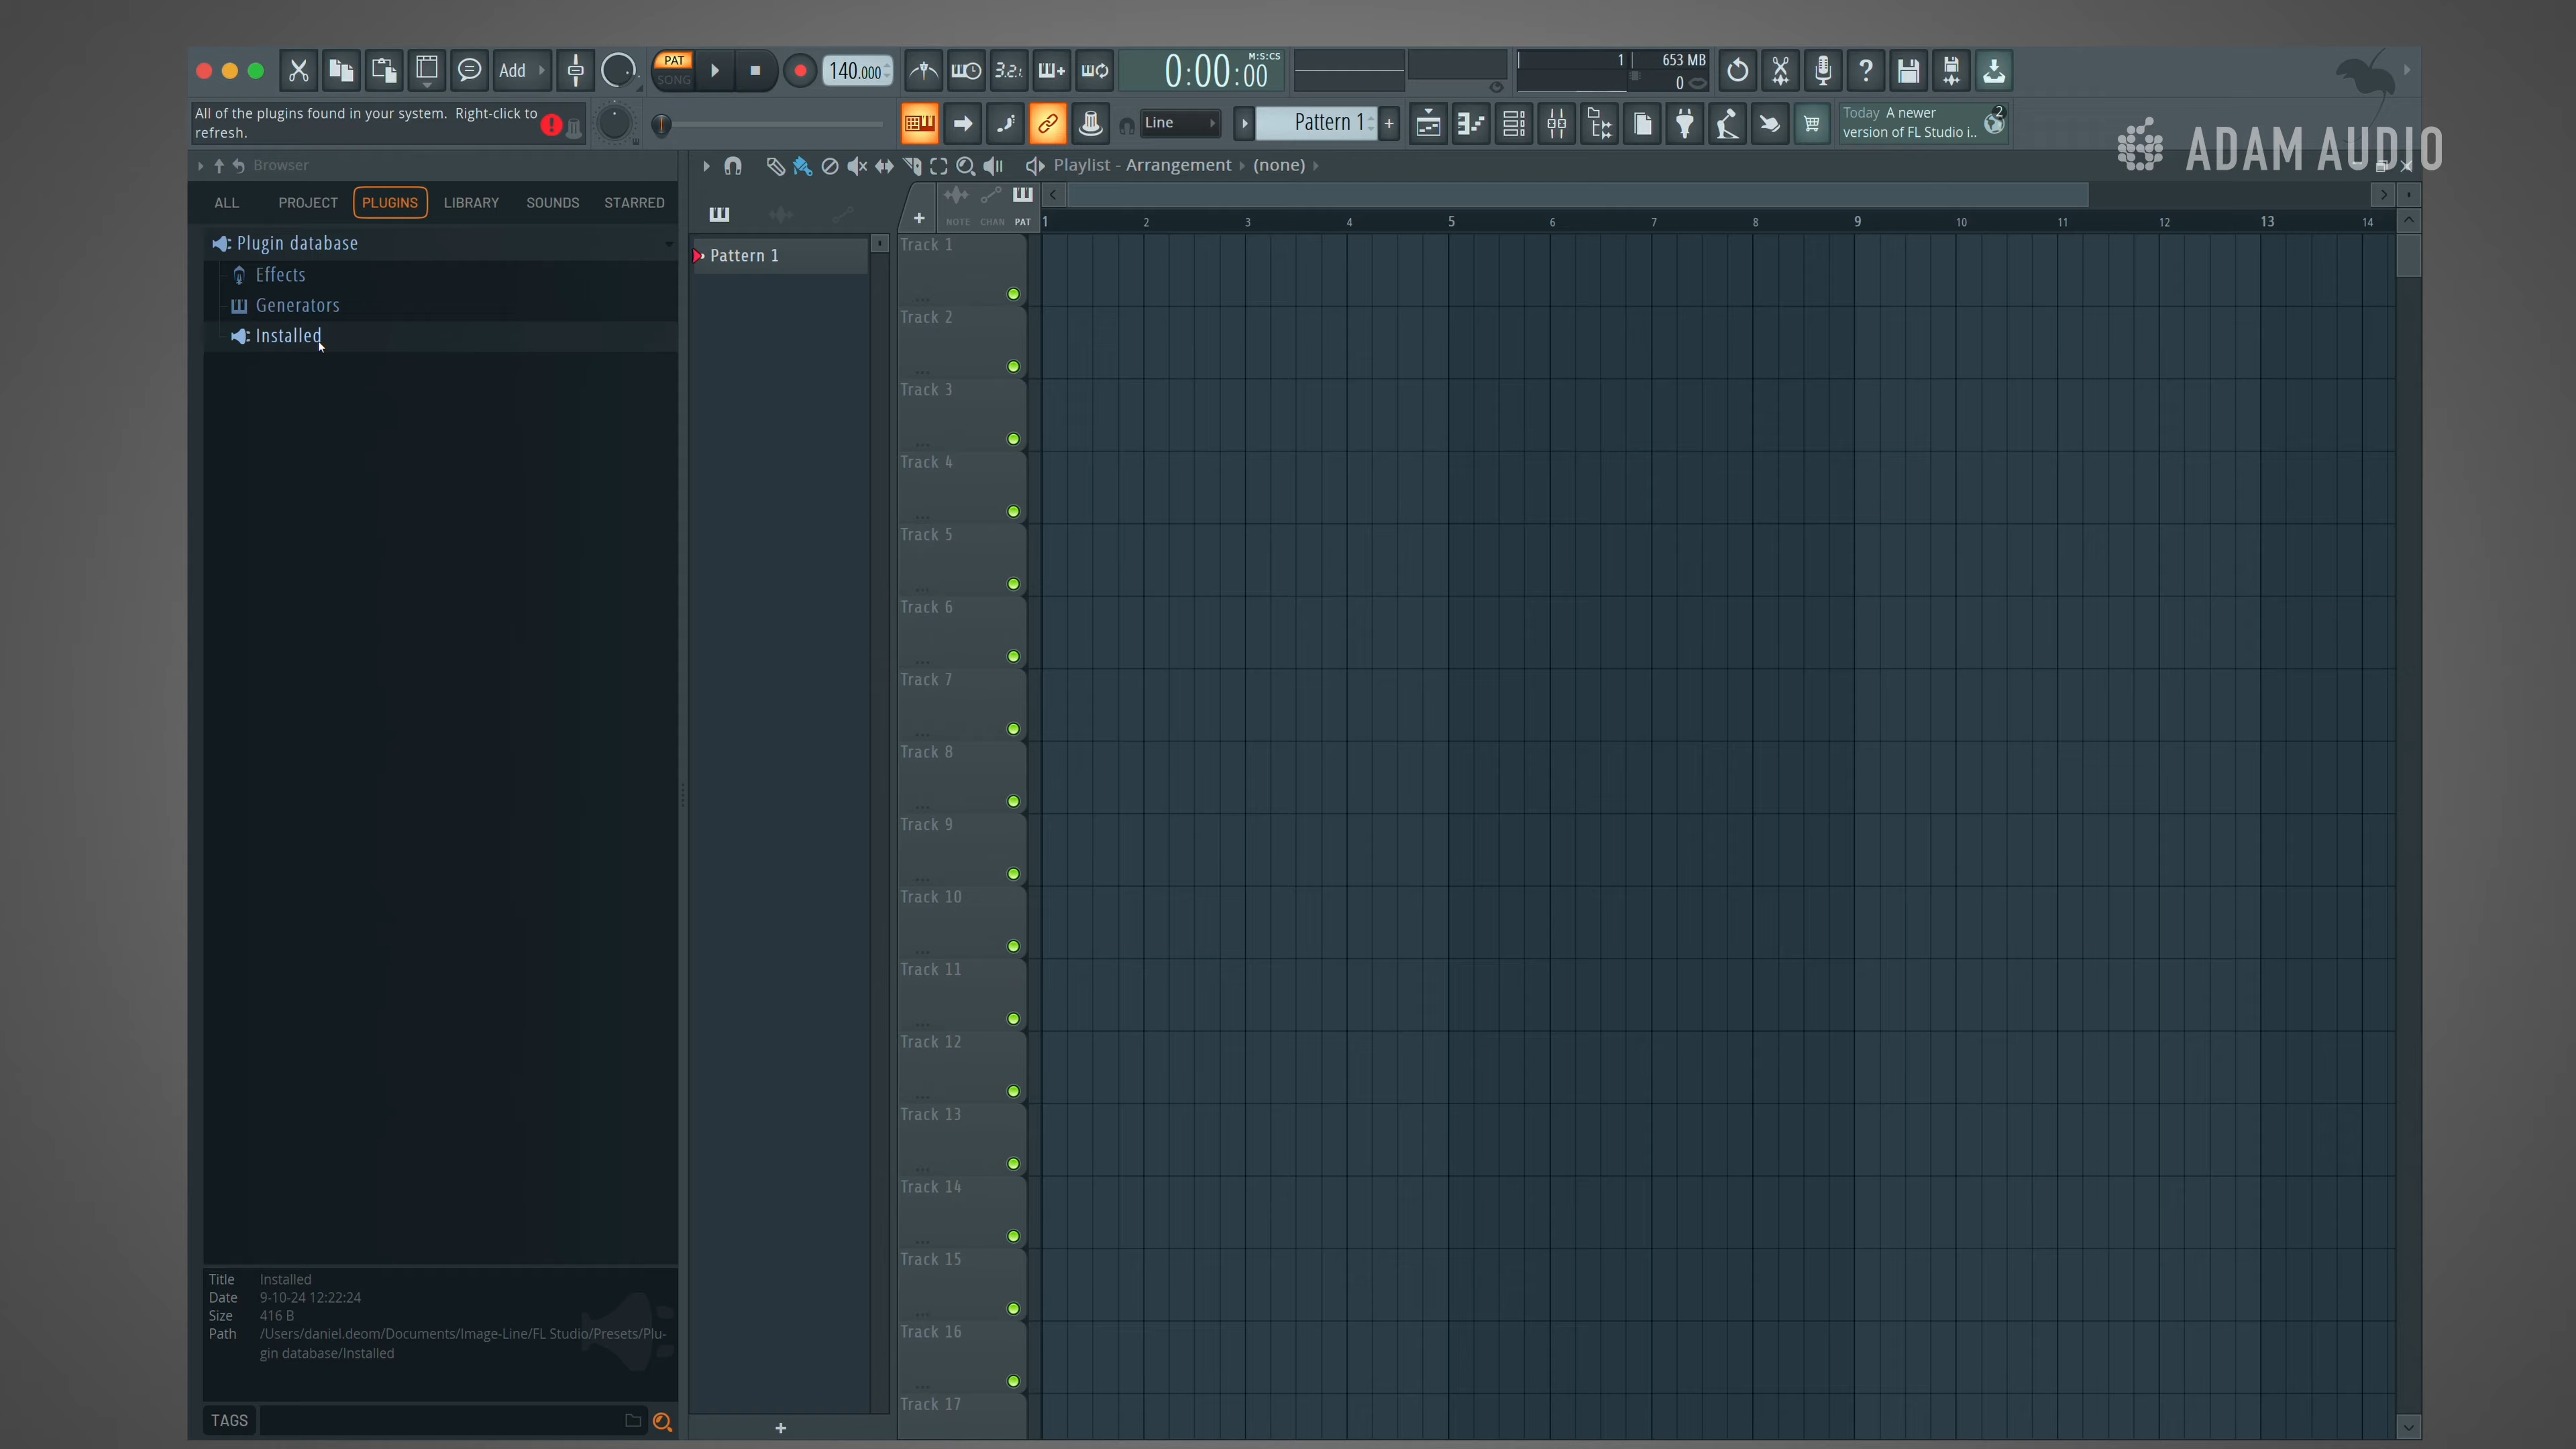 Add
PAT
SONG
140.000
3.2.
M:S:CS
0:00:00
1
653 MB
0
?
All of the plugins found in your system. Right-click to
refresh.
Line
Pattern 1
Today A newer
version of FL Studio i..
2
ADAM AUDIO
Browser
Playlist - Arrangement
(none)
ALL
PROJECT
PLUGINS
LIBRARY
SOUNDS
STARRED
NOTE
CHAN
PAT
1
2
3
4
5
6
7
8
9
10
11
12
13
14
Plugin database
Effects
Generators
Installed
Pattern 1
Track 1
Track 2
Track 3
Track 4
Track 5
Track 6
Track 7
Track 8
Track 9
Track 10
Track 11
Track 12
Track 13
Track 14
Track 15
Track 16
Track 17
Title Installed
Date 9-10-24 12:22:24
Size 416 B
Path /Users/daniel.deom/Documents/Image-Line/FL Studio/Presets/Plu-
gin database/Installed
TAGS